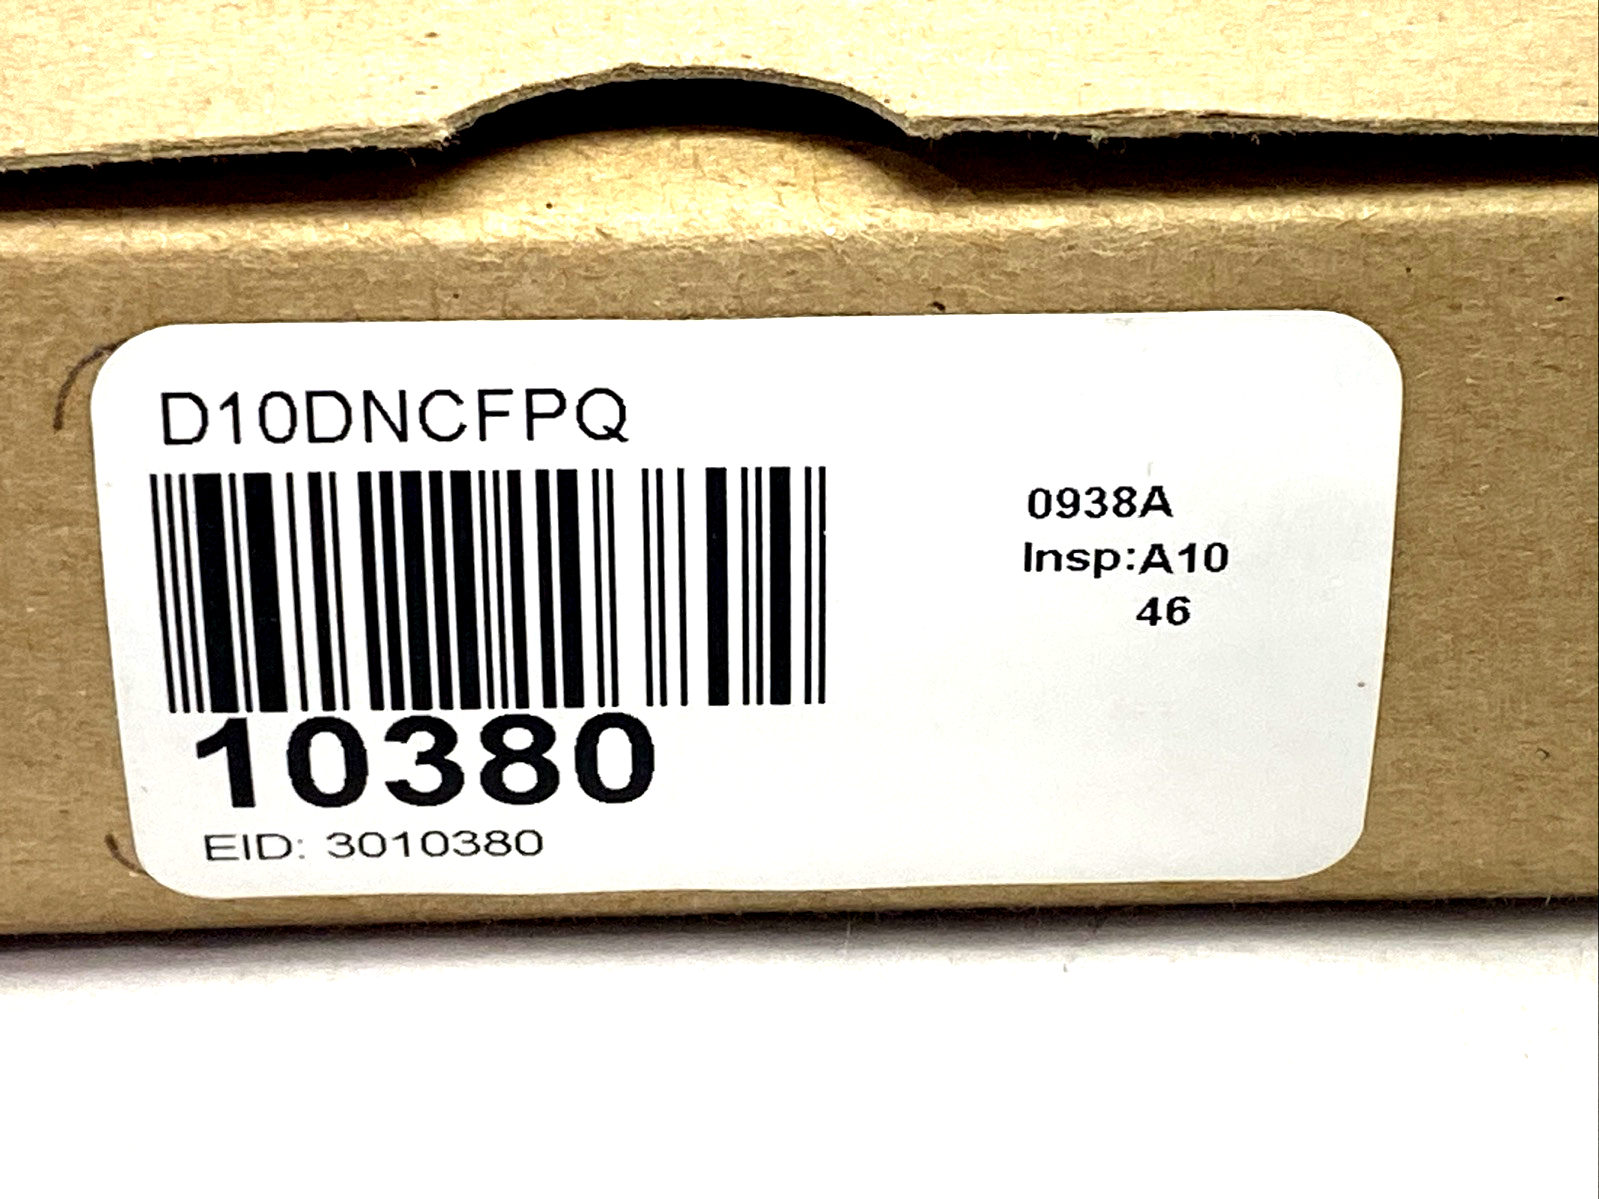 D10DNCFPQ
0938A
Insp:A10
46
10380
EID: 3010380